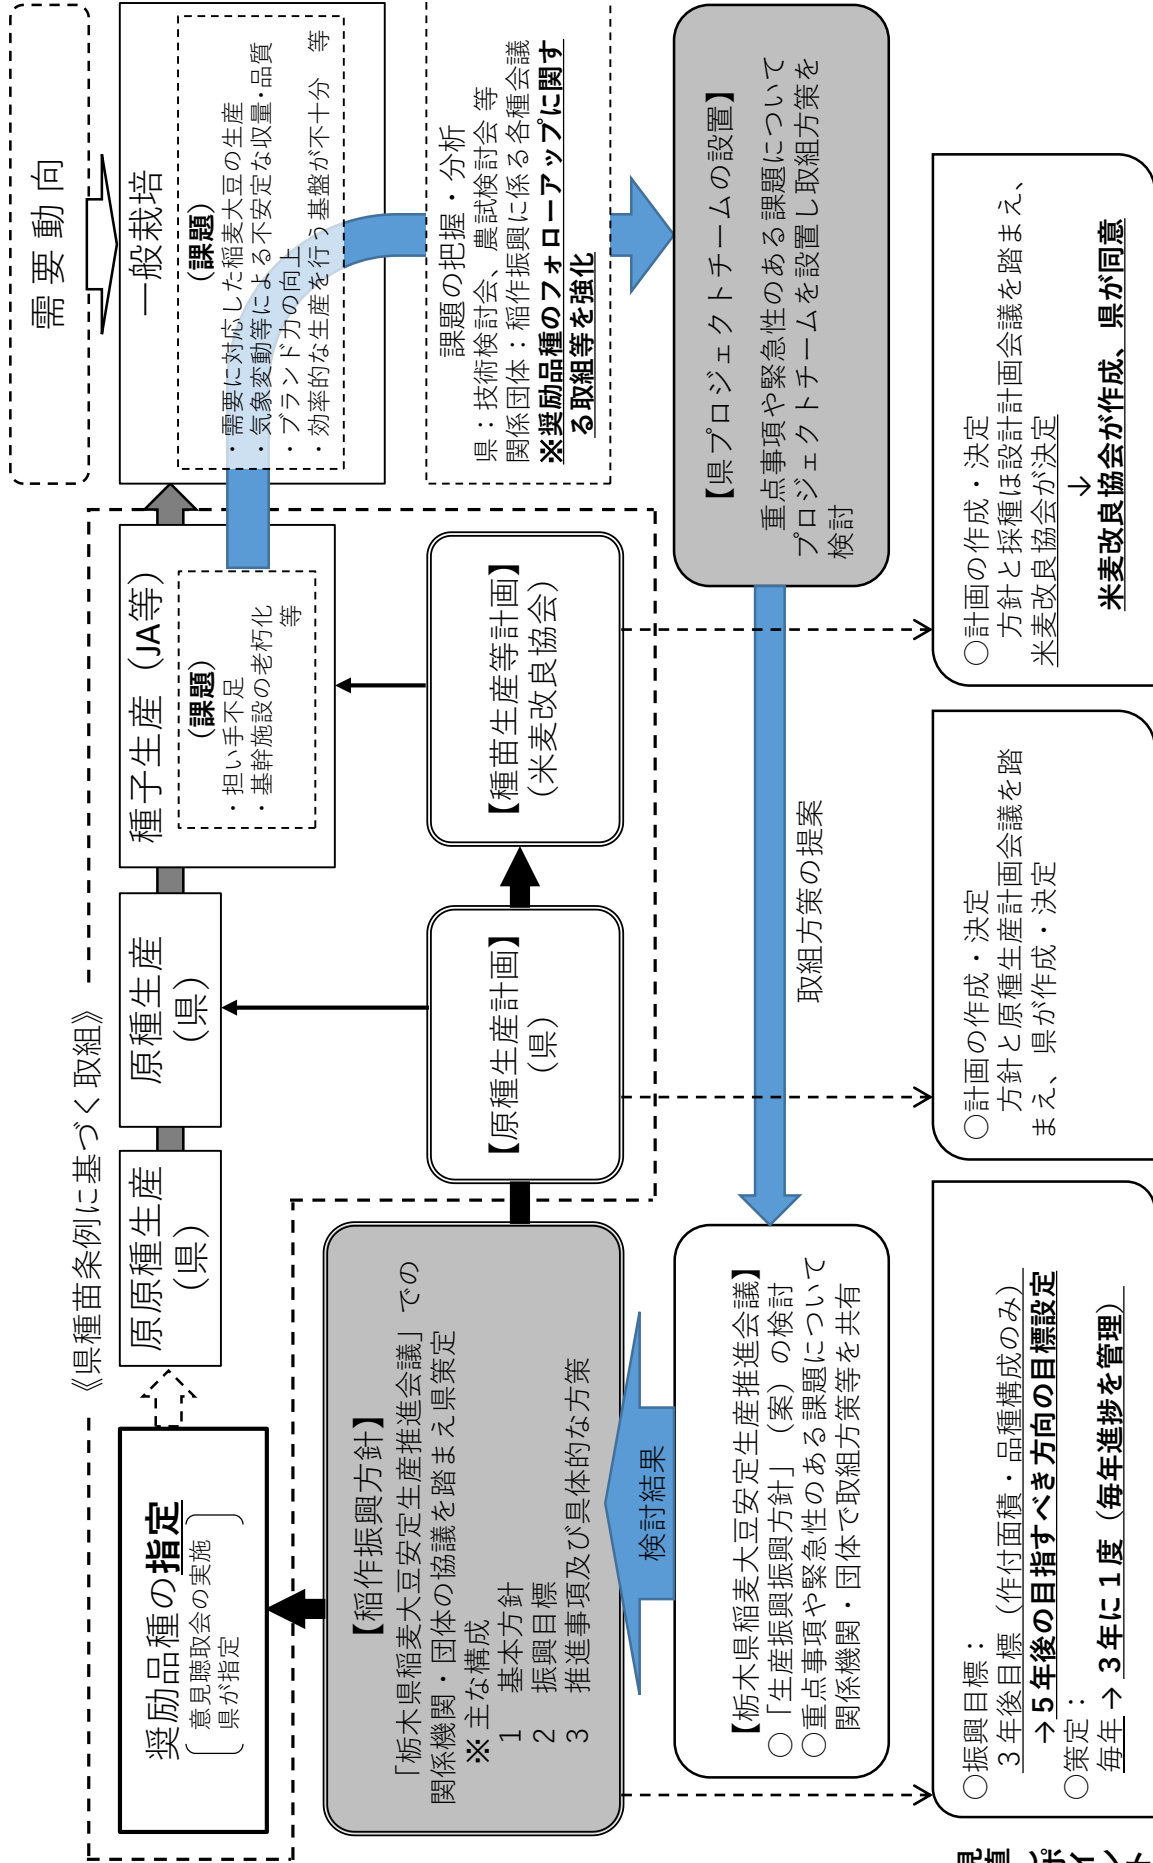 《県種苗条例に基づく取組》
需要動向
奨励品種の指定
意見聴取会の実施
県が指定
原原種生産
(県)
原種生産
(県)
種子生産（JA等)
(課題)
・担い手不足
・基幹施設の老朽化
等
一般栽培
(課題)
・需要に対応した稲麦大豆の生産
・気象変動等による不安定な収量・品質
・ブランド力の向上
・効率的な生産を行う基盤が不十分　等
【稲作振興方針】
「栃木県稲麦大豆安定生産推進会議」での
関係機関・団体の協議を踏まえ県策定
※主な構成
1　基本方針
2　振興目標
3　推進事項及び具体的な方策
【原種生産計画】
(県)
【種苗生産等計画】
(米麦改良協会)
課題の把握・分析
県：技術検討会、農試検討会 等
関係団体：稲作振興に係る各種会議
※奨励品種のフォローアップに関す
る取組等を強化
検討結果
【栃木県稲麦大豆安定生産推進会議】
○「生産振興方針」（案）の検討
○重点事項や緊急性のある課題について
関係機関・団体で取組方策等を共有
取組方策の提案
【県プロジェクトチームの設置】
重点事項や緊急性のある課題について
プロジェクトチームを設置し取組方策を
検討
○振興目標：
３年後目標（作付面積・品種構成のみ）
→５年後の目指すべき方向の目標設定
○策定：
毎年→３年に１度（毎年進捗を管理）
○計画の作成・決定
方針と原種生産計画会議を踏
まえ、県が作成・決定
○計画の作成・決定
方針と採種ほ設計計画会議を踏まえ、
米麦改良協会が決定
↓
米麦改良協会が作成、県が同意